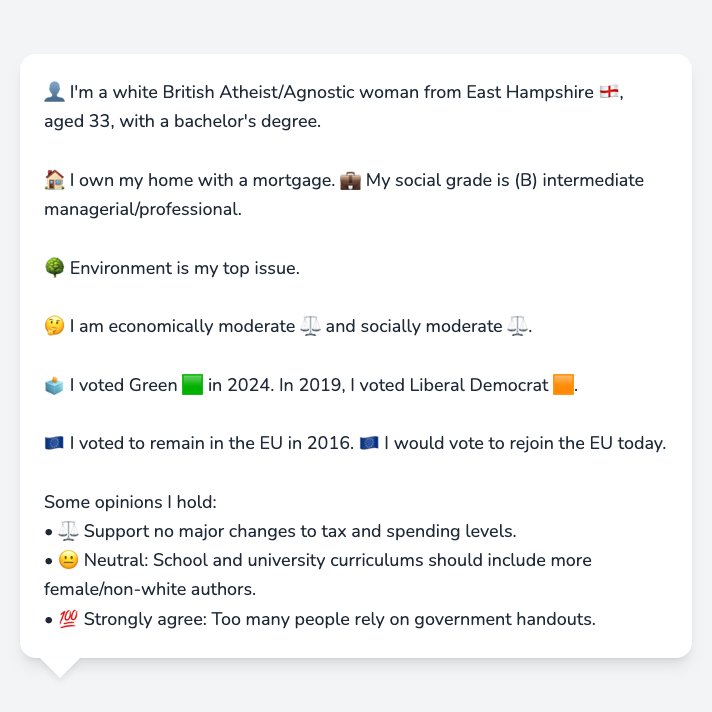 👤 I'm a white British Atheist/Agnostic woman from East Hampshire 🏴󠁧󠁢󠁥󠁮󠁧󠁿,
aged 33, with a bachelor's degree.
🏠 I own my home with a mortgage. 💼 My social grade is (B) intermediate
managerial/professional.
🌳 Environment is my top issue.
🤔 I am economically moderate ⚖️ and socially moderate ⚖️.
🗳️ I voted Green 🟩 in 2024. In 2019, I voted Liberal Democrat 🟧.
🇪🇺 I voted to remain in the EU in 2016. 🇪🇺 I would vote to rejoin the EU today.
Some opinions I hold:
• ⚖️ Support no major changes to tax and spending levels.
• 😐 Neutral: School and university curriculums should include more
female/non-white authors.
• 💯 Strongly agree: Too many people rely on government handouts.